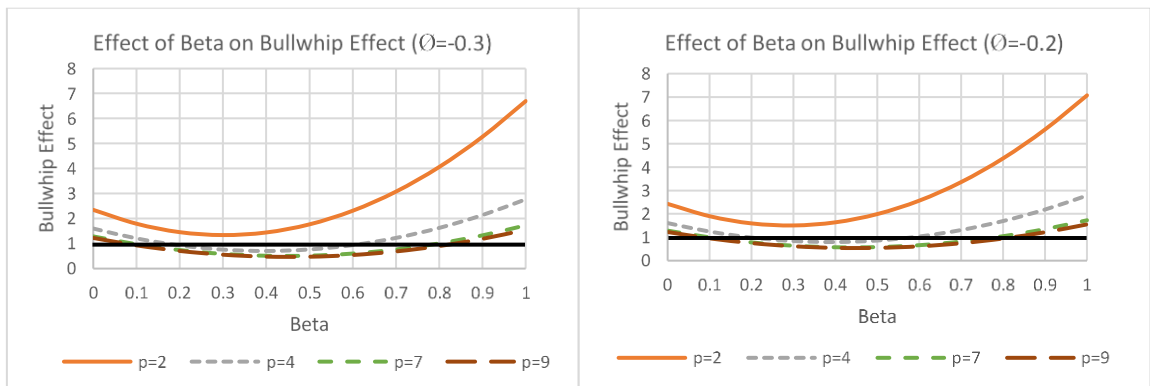 Effect of Beta on Bullwhip Effect (Ø=-0.3)
8
7
6
5
4
3
2
1
0
Bullwhip Effect
0 0.1 0.2 0.3 0.4 0.5 0.6 0.7 0.8 0.9 1
Beta
p=2 p=4 p=7 p=9
Effect of Beta on Bullwhip Effect (Ø=-0.2)
8
7
6
5
4
3
2
1
0
Bullwhip Effect
0 0.1 0.2 0.3 0.4 0.5 0.6 0.7 0.8 0.9 1
Beta
p=2 p=4 p=7 p=9